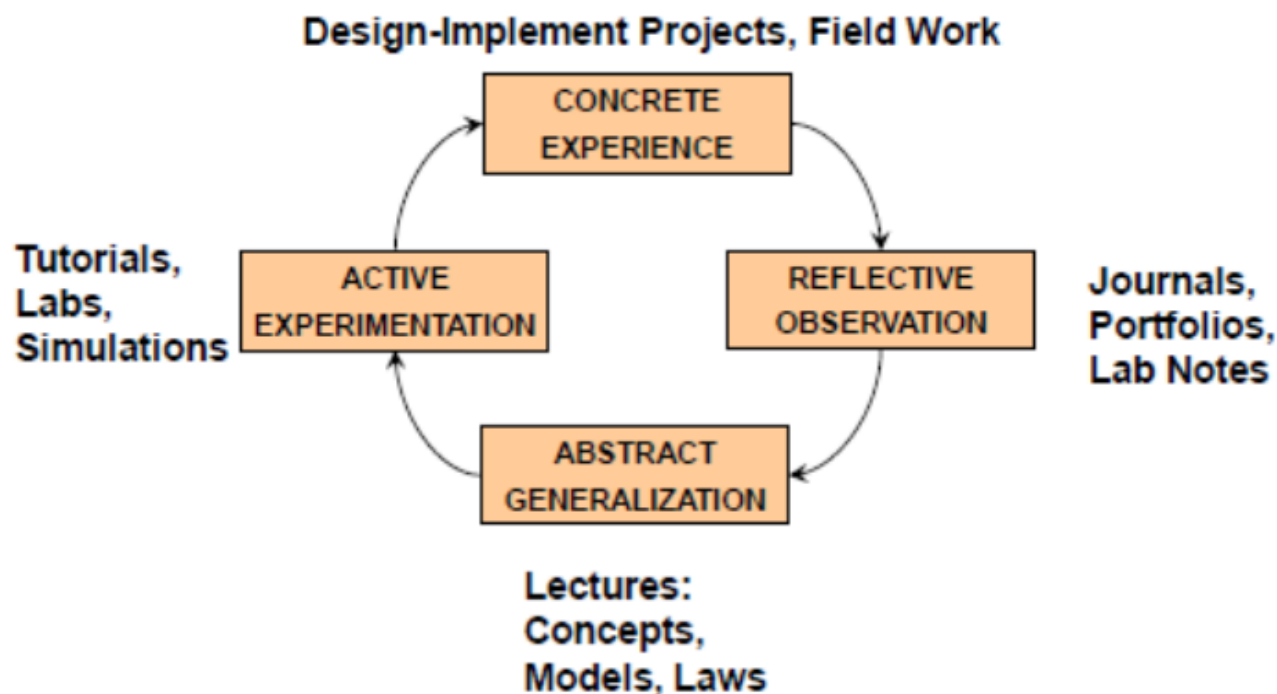 Design-Implement Projects, Field Work
CONCRETE
EXPERIENCE
Tutorials,
Labs,
Simulations
ACTIVE
EXPERIMENTATION
REFLECTIVE
OBSERVATION
Journals,
Portfolios,
Lab Notes
ABSTRACT
GENERALIZATION
Lectures:
Concepts,
Models, Laws